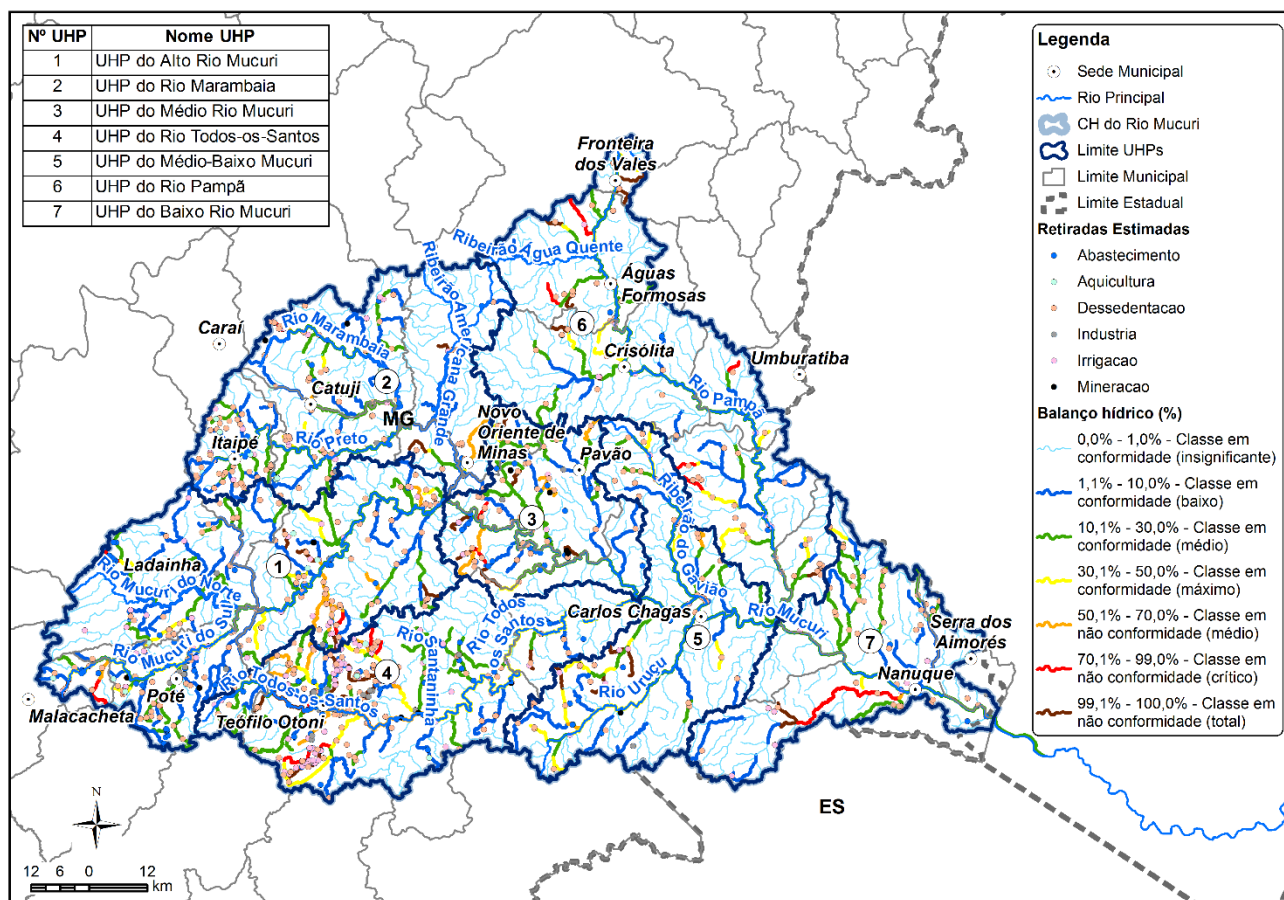 Nº UHP Nome UHP
1 UHP do Alto Rio Mucuri
2 UHP do Rio Marambaia
3 UHP do Médio Rio Mucuri
4 UHP do Rio Todos-os-Santos
5 UHP do Médio-Baixo Mucuri
6 UHP do Rio Pampã
7 UHP do Baixo Rio Mucuri
Fronteira
dos Vales
Ribeirão Água Quente
Ribeirão Americana Grande
Águas
Formosas
6
Caraí
Rio Marambaia
Crisólita
Umburatiba
2
Catuji
MG
Rio Pampã
Novo
Oriente de
Minas
Itaipé
Rio Preto
Pavão
Ribeirão do Gavião
3
1
Ladainha
Rio Mucuri do Norte
Rio Mucuri do Sul
Rio Todos
os Santos
Carlos Chagas
Rio Mucuri
5
7
Serra dos
Aimorés
Rio Santaninha
4
Rio Urucu
Nanuque
Poté
Rio Todos-os-Santos
Malacacheta
Teófilo Otoni
ES
N
12 6 0 12
km
Legenda
Sede Municipal
Rio Principal
CH do Rio Mucuri
Limite UHPs
Limite Municipal
Limite Estadual
Retiradas Estimadas
Abastecimento
Aquicultura
Dessedentacao
Industria
Irrigacao
Mineracao
Balanço hídrico (%)
0,0% - 1,0% - Classe em
conformidade (insignificante)
1,1% - 10,0% - Classe em
conformidade (baixo)
10,1% - 30,0% - Classe em
conformidade (médio)
30,1% - 50,0% - Classe em
conformidade (máximo)
50,1% - 70,0% - Classe em
não conformidade (médio)
70,1% - 99,0% - Classe em
não conformidade (crítico)
99,1% - 100,0% - Classe em
não conformidade (total)